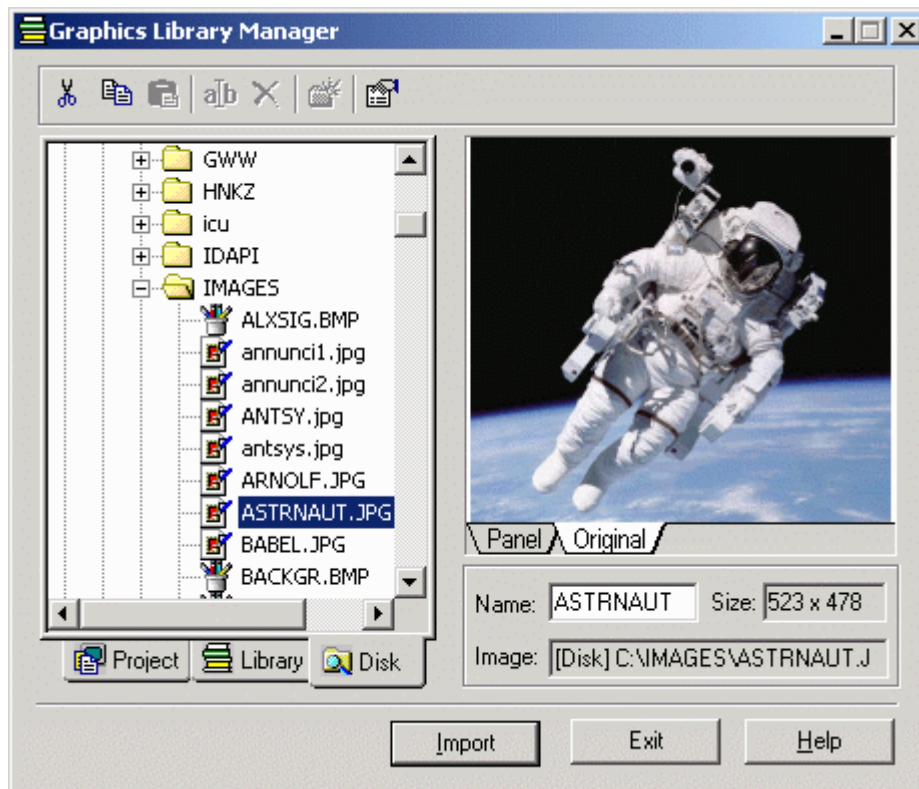 Graphics Library Manager
GWW
HNKZ
icu
IDAPI
IMAGES
ALXSIG.BMP
annunci1.jpg
annunci2.jpg
ANTSY.jpg
antsys.jpg
ARNOLF.JPG
ASTRNAUT.JPG
BABEL.JPG
BACKGR.BMP
Project Library Disk
Panel Original
Name: ASTRNAUT Size: 523 x 478
Image: [Disk] C:\IMAGES\ASTRNAUT.J
Import Exit Help